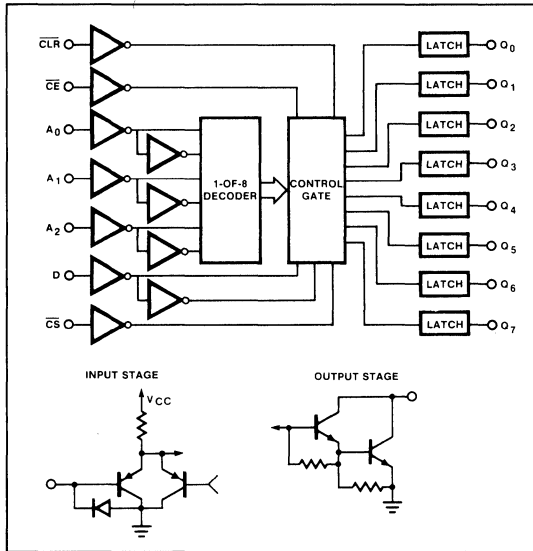 CLR
CE
A0
A1
A2
D
CS
1-OF-8
DECODER
CONTROL
GATE
LATCH Q0
LATCH Q1
LATCH Q2
LATCH Q3
LATCH Q4
LATCH Q5
LATCH Q6
LATCH Q7
INPUT STAGE
VCC
OUTPUT STAGE